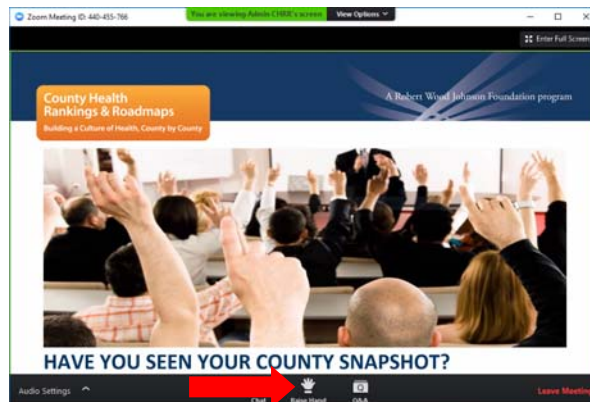 Zoom Meeting ID: 440-455-766
You are viewing Admin CHRR's screen
View Options
Enter Full Screen
County Health
Rankings & Roadmaps
Building a Culture of Health, County by County
A Robert Wood Johnson Foundation program
HAVE YOU SEEN YOUR COUNTY SNAPSHOT?
Audio Settings
Chat
Raise Hand
Q&A
Leave Meeting